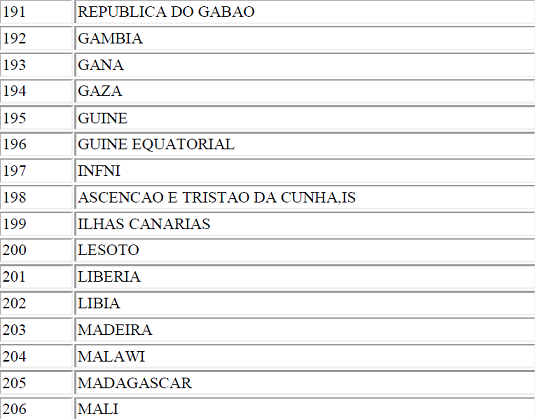 191 REPUBLICA DO GABAO
192 GAMBIA
193 GANA
194 GAZA
195 GUINE
196 GUINE EQUATORIAL
197 INFNI
198 ASCENCAO E TRISTAO DA CUNHA,IS
199 ILHAS CANARIAS
200 LESOTO
201 LIBERIA
202 LIBIA
203 MADEIRA
204 MALAWI
205 MADAGASCAR
206 MALI